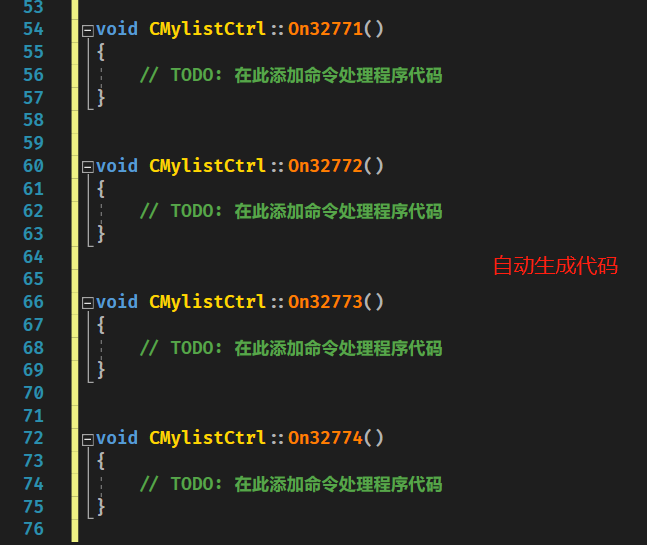 53
54 void CMylistCtrl::On32771()
55 {
56 // TODO: 在此添加命令处理程序代码
57 }
58
59
60 void CMylistCtrl::On32772()
61 {
62 // TODO: 在此添加命令处理程序代码
63 }
64
自动生成代码
65
66 void CMylistCtrl::On32773()
67 {
68 // TODO: 在此添加命令处理程序代码
69 }
70
71
72 void CMylistCtrl::On32774()
73 {
74 // TODO: 在此添加命令处理程序代码
75 }
76